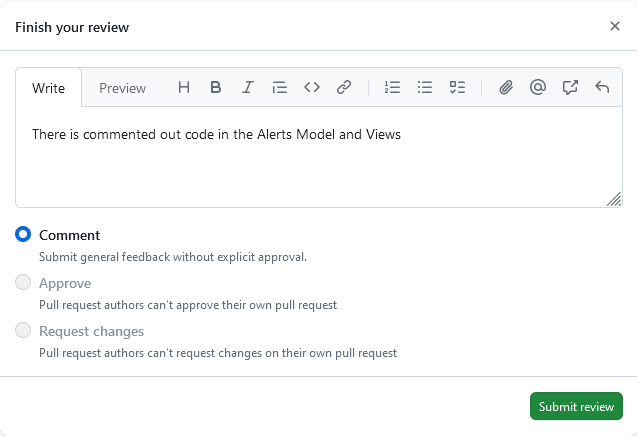 Finish your review
Write Preview
There is commented out code in the Alerts Model and Views
Comment
Submit general feedback without explicit approval.
Approve
Pull request authors can't approve their own pull request
Request changes
Pull request authors can't request changes on their own pull request
Submit review